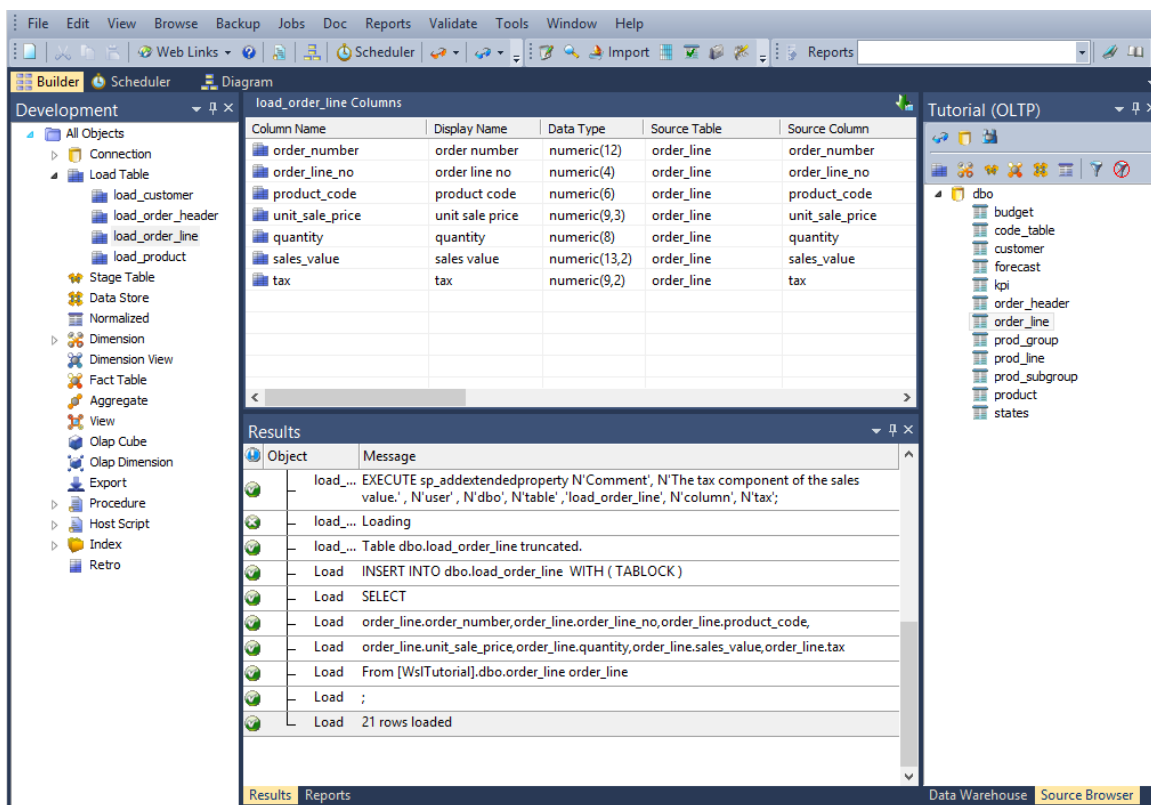 File Edit View Browse Backup Jobs Doc Reports Validate Tools Window Help
Web Links Scheduler Import Reports
Builder Scheduler Diagram
Development
All Objects
Connection
Load Table
load_customer
load_order_header
load_order_line
load_product
Stage Table
Data Store
Normalized
Dimension
Dimension View
Fact Table
Aggregate
View
Olap Cube
Olap Dimension
Export
Procedure
Host Script
Index
Retro
load_order_line Columns
Column Name Display Name Data Type Source Table Source Column
order_number order number numeric(12) order_line order_number
order_line_no order line no numeric(4) order_line order_line_no
product_code product code numeric(6) order_line product_code
unit_sale_price unit sale price numeric(9,3) order_line unit_sale_price
quantity quantity numeric(8) order_line quantity
sales_value sales value numeric(13,2) order_line sales_value
tax tax numeric(9,2) order_line tax
Results
Object Message
load_... EXECUTE sp_addextendedproperty N'Comment', N'The tax component of the sales
value.' , N'user' , N'dbo', N'table' ,'load_order_line', N'column', N'tax';
load_... Loading
load_... Table dbo.load_order_line truncated.
Load INSERT INTO dbo.load_order_line WITH ( TABLOCK )
Load SELECT
Load order_line.order_number,order_line.order_line_no,order_line.product_code,
Load order_line.unit_sale_price,order_line.quantity,order_line.sales_value,order_line.tax
Load From [WslTutorial].dbo.order_line order_line
Load ;
Load 21 rows loaded
Results Reports
Tutorial (OLTP)
dbo
budget
code_table
customer
forecast
kpi
order_header
order_line
prod_group
prod_line
prod_subgroup
product
states
Data Warehouse Source Browser